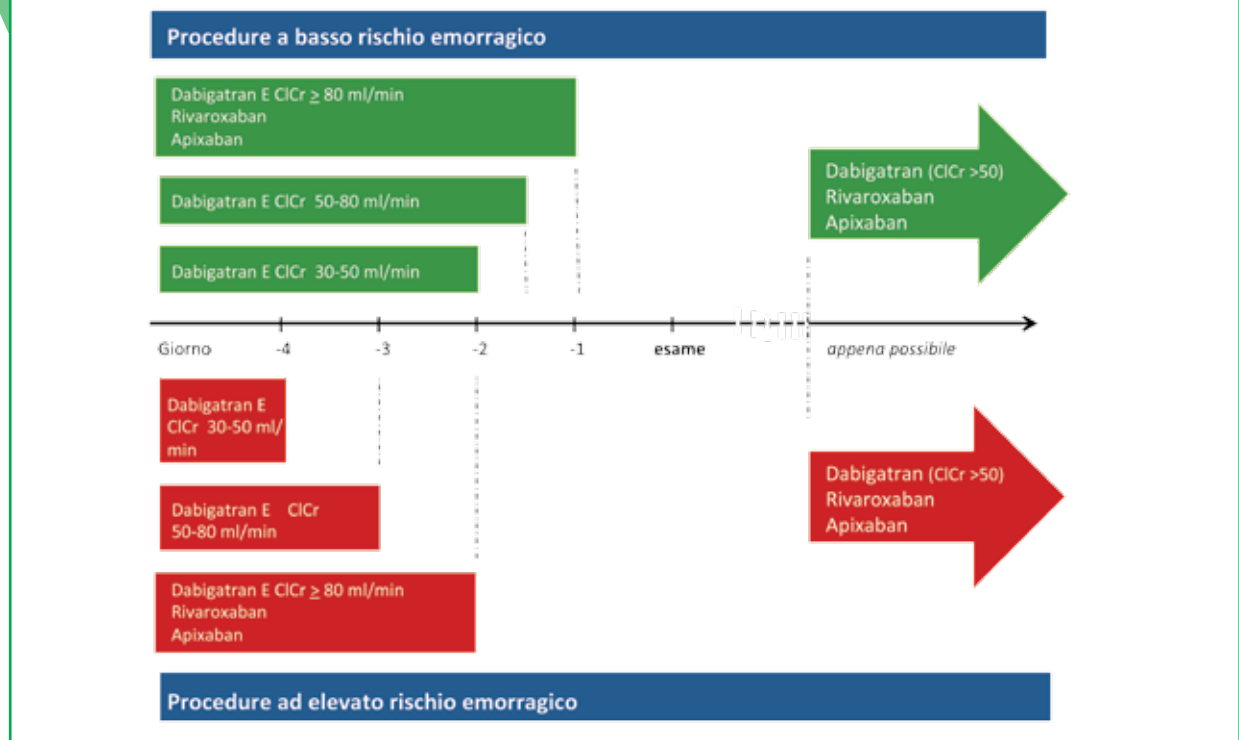 Procedure a basso rischio emorragico
Dabigatran E ClCr ≥ 80 ml/min
Rivaroxaban
Apixaban
Dabigatran E ClCr 50-80 ml/min
Dabigatran E ClCr 30-50 ml/min
Dabigatran (ClCr >50)
Rivaroxaban
Apixaban
Giorno -4 -3 -2 -1 esame appena possibile
Dabigatran E
ClCr 30-50 ml/
min
Dabigatran E ClCr
50-80 ml/min
Dabigatran E ClCr ≥ 80 ml/min
Rivaroxaban
Apixaban
Dabigatran (ClCr >50)
Rivaroxaban
Apixaban
Procedure ad elevato rischio emorragico